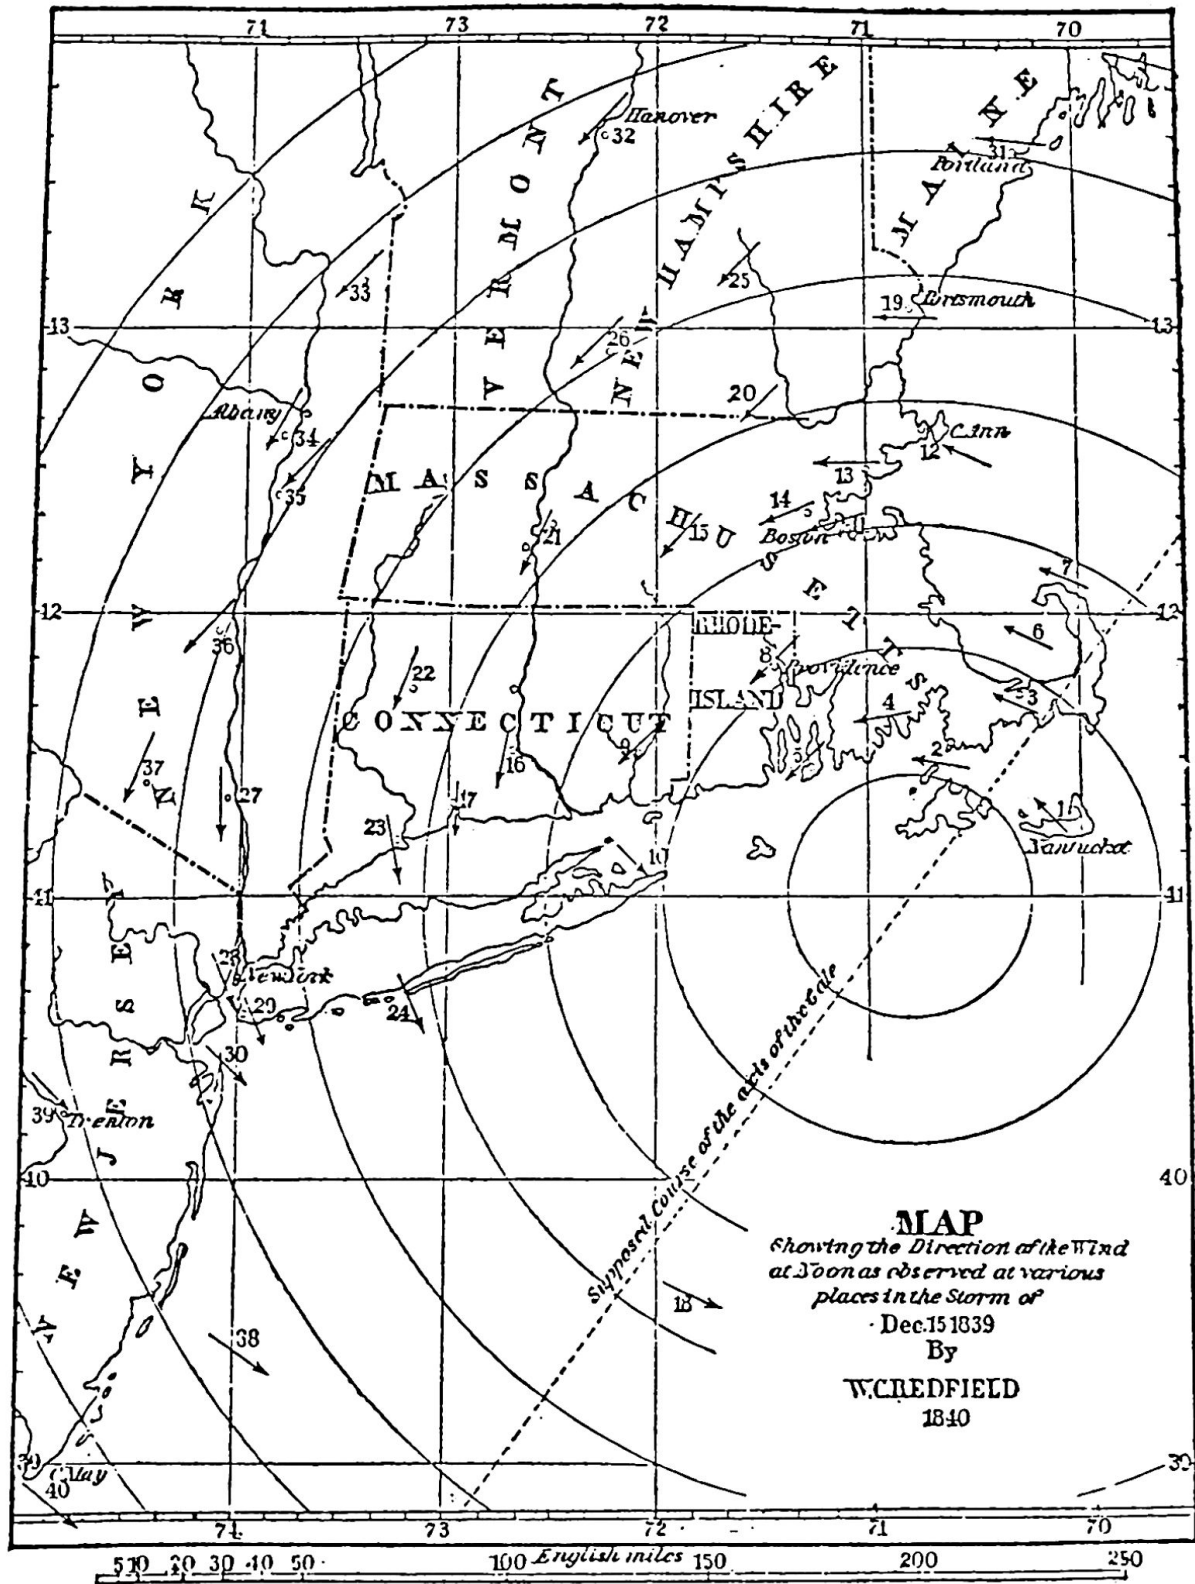 71 73 72 71 70
Hanover
32
31
Portland
VERMONT
NEW HAMPSHIRE
MAINE
NEW YORK
33
25
19 Portsmouth
13 13
26
20
Albany
34
C. Ann
12
35
MASSACHUSETTS
13
14
21
15
Boston
7
12 12
36
RHODE-
6
8
Providence
22
ISLAND
3
4
CONNECTICUT
37
16
5
2
27
17
23
1
Nantucket
10
41 41
28
Newyork
29
24
30
39 Trenton
NEW JERSEY
40 40
Supposed Course of the axis of the Gale
18
38
MAP
Showing the Direction of the Wind
at Noon as observed at various
places in the Storm of
Dec. 15 1839
By
W.C. REDFIELD
1840
39 39
C. May
40
71 73 72 71 70
5 10 20 30 40 50 100 English miles 150 200 250